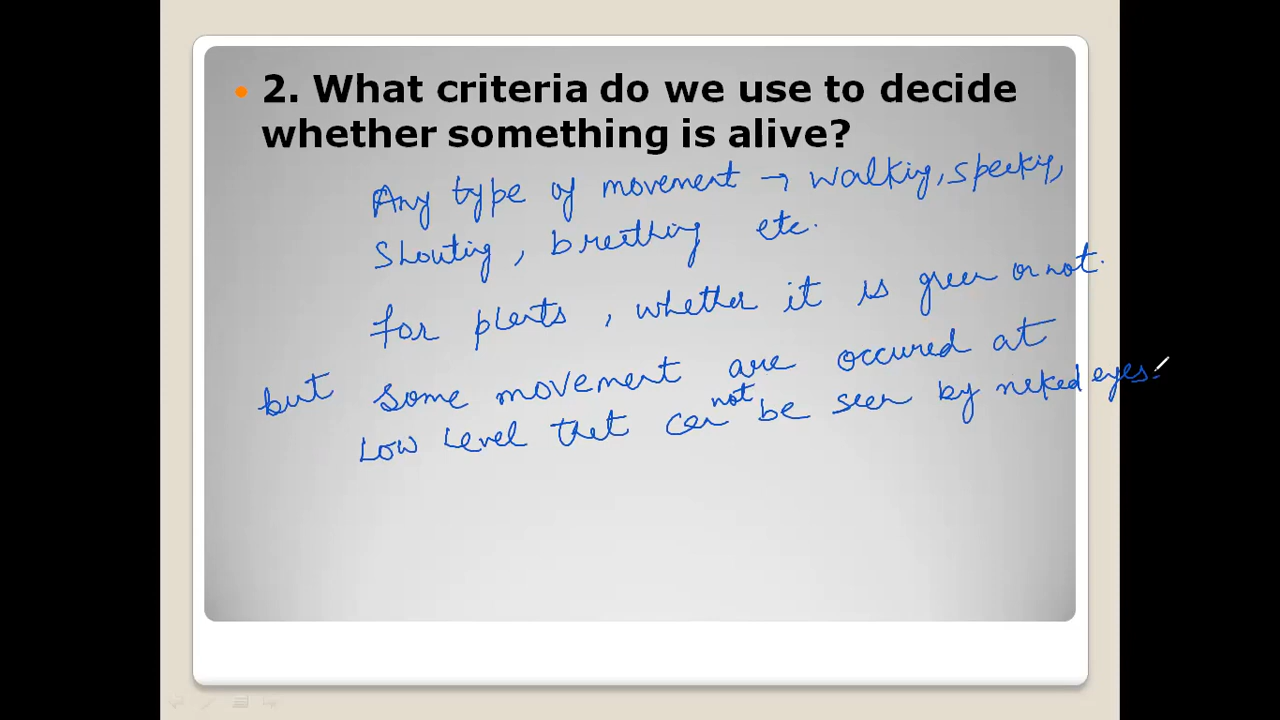 2. What criteria do we use to decide
whether something is alive?
Any type of movement → walking, speeking,
Shouting, breathing etc.
For plants, whether it is green or not.
but some movement are occured at
Low Level that can not be seen by neked eyes.